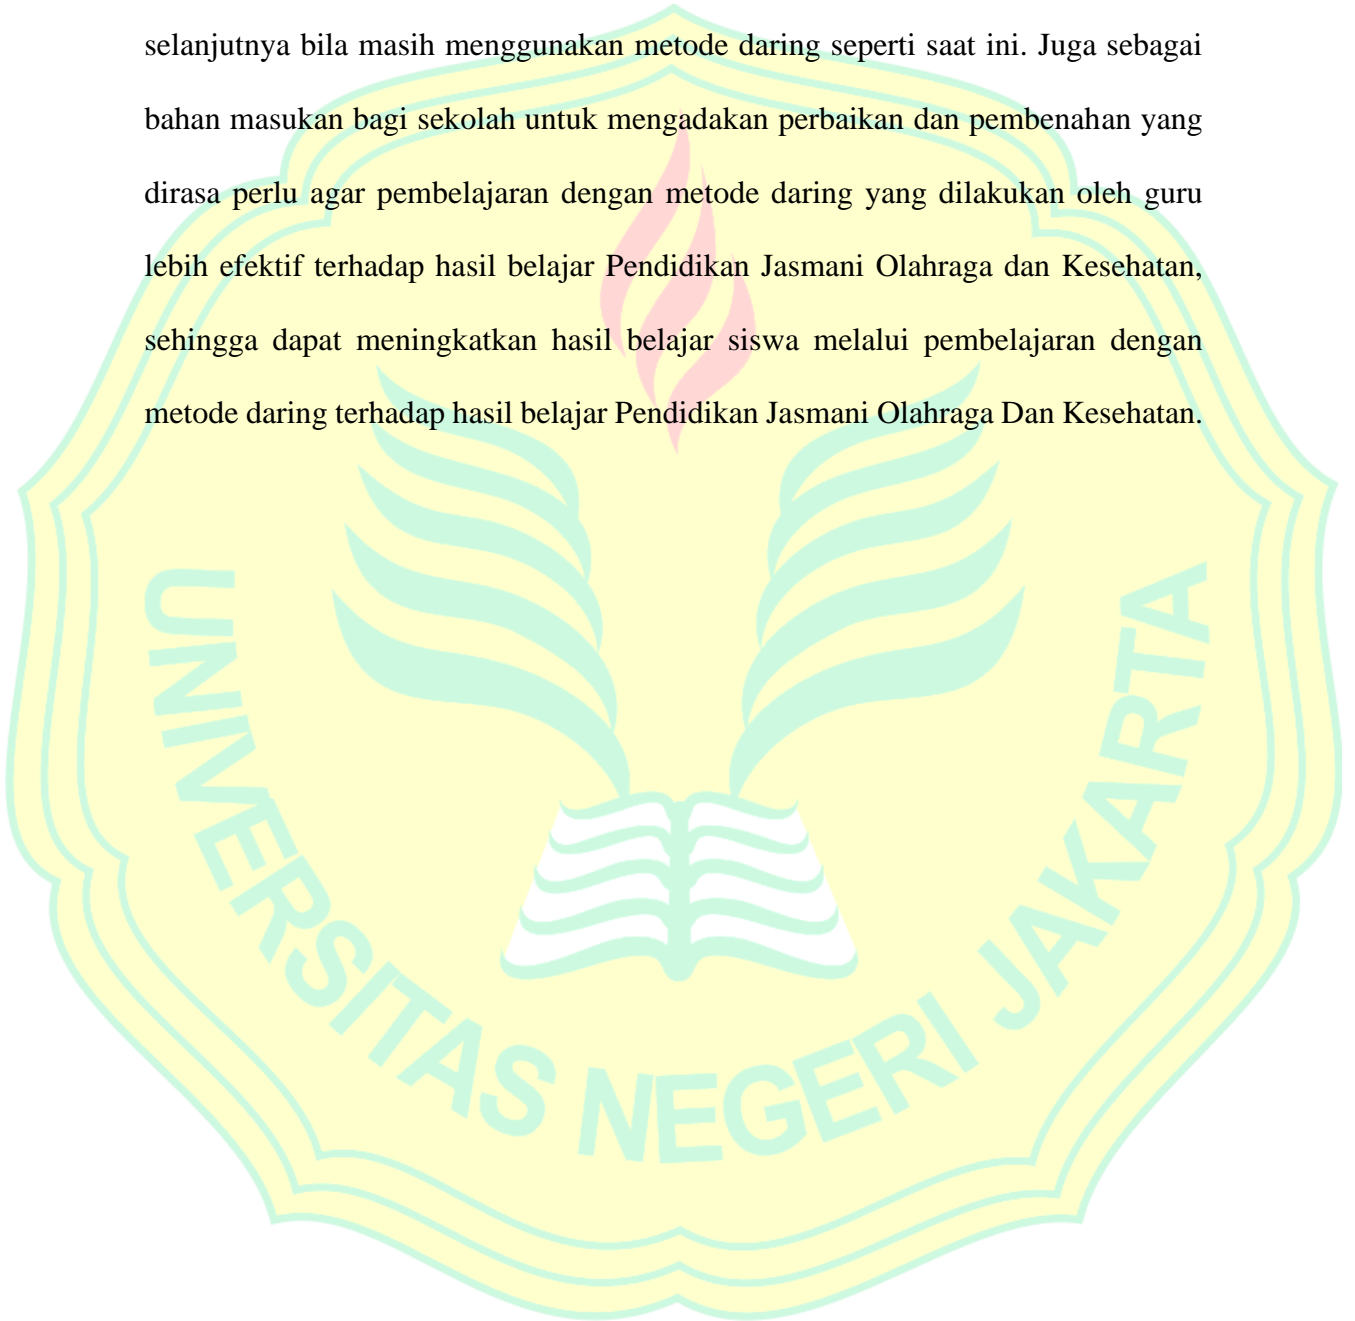 selanjutnya bila masih menggunakan metode daring seperti saat ini. Juga sebagai
bahan masukan bagi sekolah untuk mengadakan perbaikan dan pembenahan yang
dirasa perlu agar pembelajaran dengan metode daring yang dilakukan oleh guru
lebih efektif terhadap hasil belajar Pendidikan Jasmani Olahraga dan Kesehatan,
sehingga dapat meningkatkan hasil belajar siswa melalui pembelajaran dengan
metode daring terhadap hasil belajar Pendidikan Jasmani Olahraga Dan Kesehatan.
UNIVERSITAS NEGERI JAKARTA